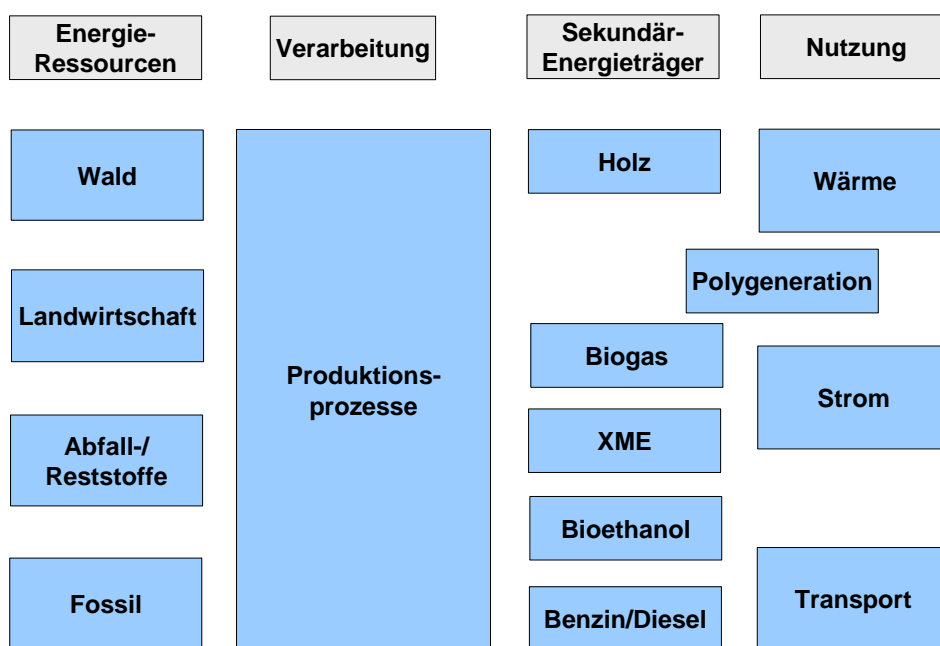 Energie-
Ressourcen
Verarbeitung
Sekundär-
Energieträger
Nutzung
Wald
Landwirtschaft
Abfall-/
Reststoffe
Fossil
Produktions-
prozesse
Holz
Biogas
XME
Bioethanol
Benzin/Diesel
Wärme
Polygeneration
Strom
Transport